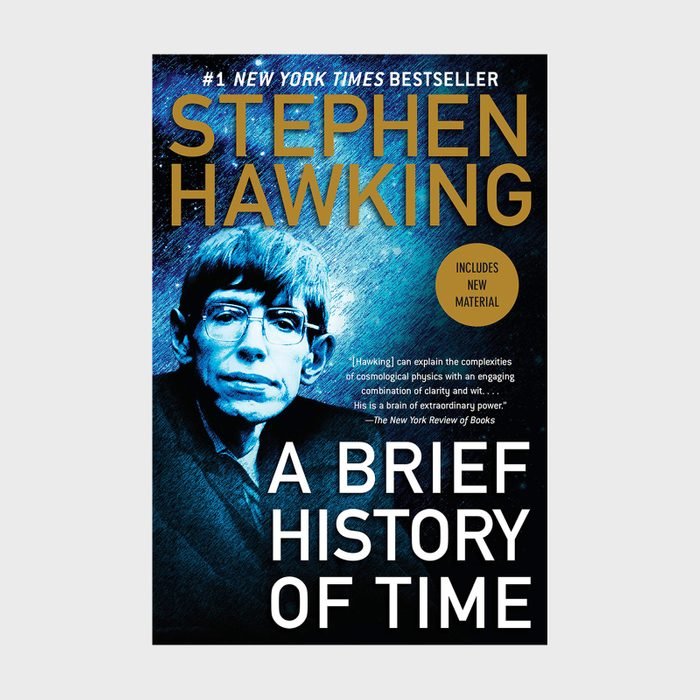 #1 NEW YORK TIMES BESTSELLER
STEPHEN
HAWKING
INCLUDES
NEW
MATERIAL
"[Hawking] can explain the complexities
of cosmological physics with an engaging
combination of clarity and wit. . . .
His is a brain of extraordinary power."
—The New York Review of Books
A BRIEF
HISTORY
OF TIME